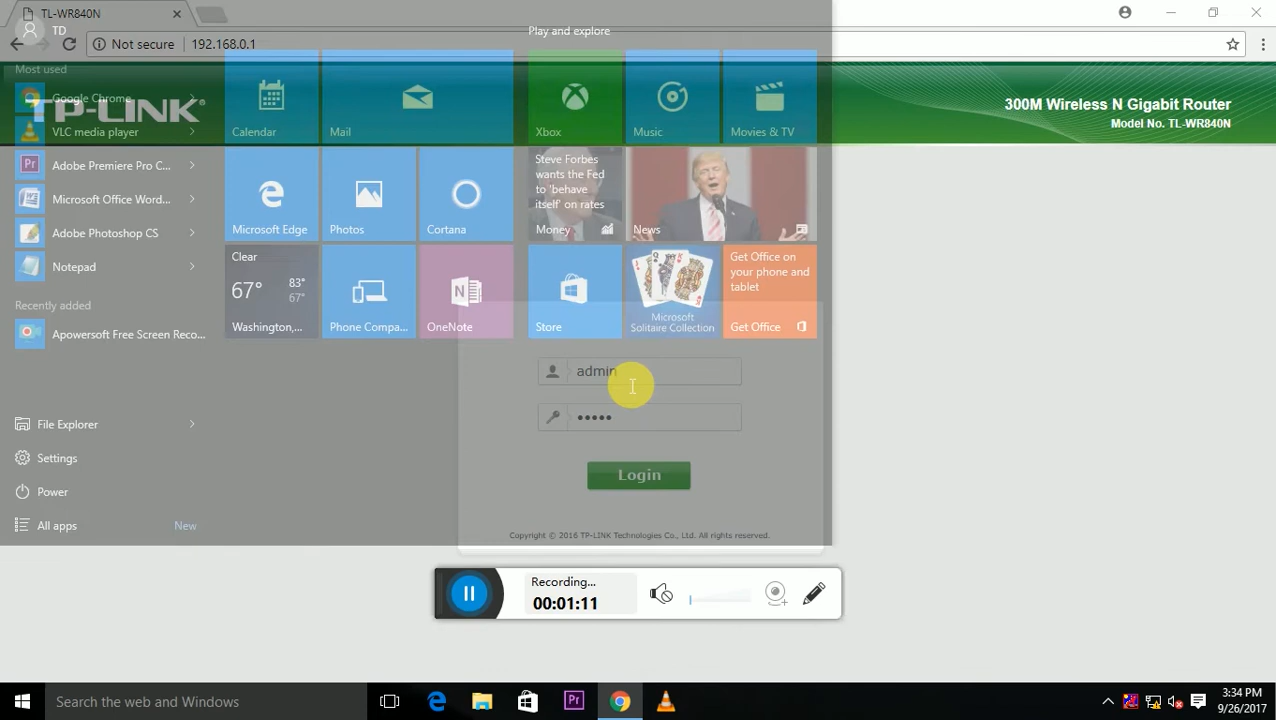 TL-WR840N
TD
Not secure
192.168.0.1
Play and explore
Most used
Google Chrome
VLC media player
Adobe Premiere Pro C...
Microsoft Office Word...
Adobe Photoshop CS
Notepad
Recently added
Apowersoft Free Screen Reco...
File Explorer
Settings
Power
All apps
New
TP-LINK®
300M Wireless N Gigabit Router
Model No. TL-WR840N
Calendar
Mail
Xbox
Music
Movies & TV
Microsoft Edge
Photos
Cortana
Steve Forbes
wants the Fed
to 'behave
itself' on rates
Money
News
Clear
67°
83°
67°
Washington,...
Phone Compa...
OneNote
Store
Microsoft
Solitaire Collection
Get Office on
your phone and
tablet
Get Office
admin
•••••
Login
Copyright © 2016 TP-LINK Technologies Co., Ltd. All rights reserved.
Recording...
00:01:11
Search the web and Windows
Pr
3:34 PM
9/26/2017